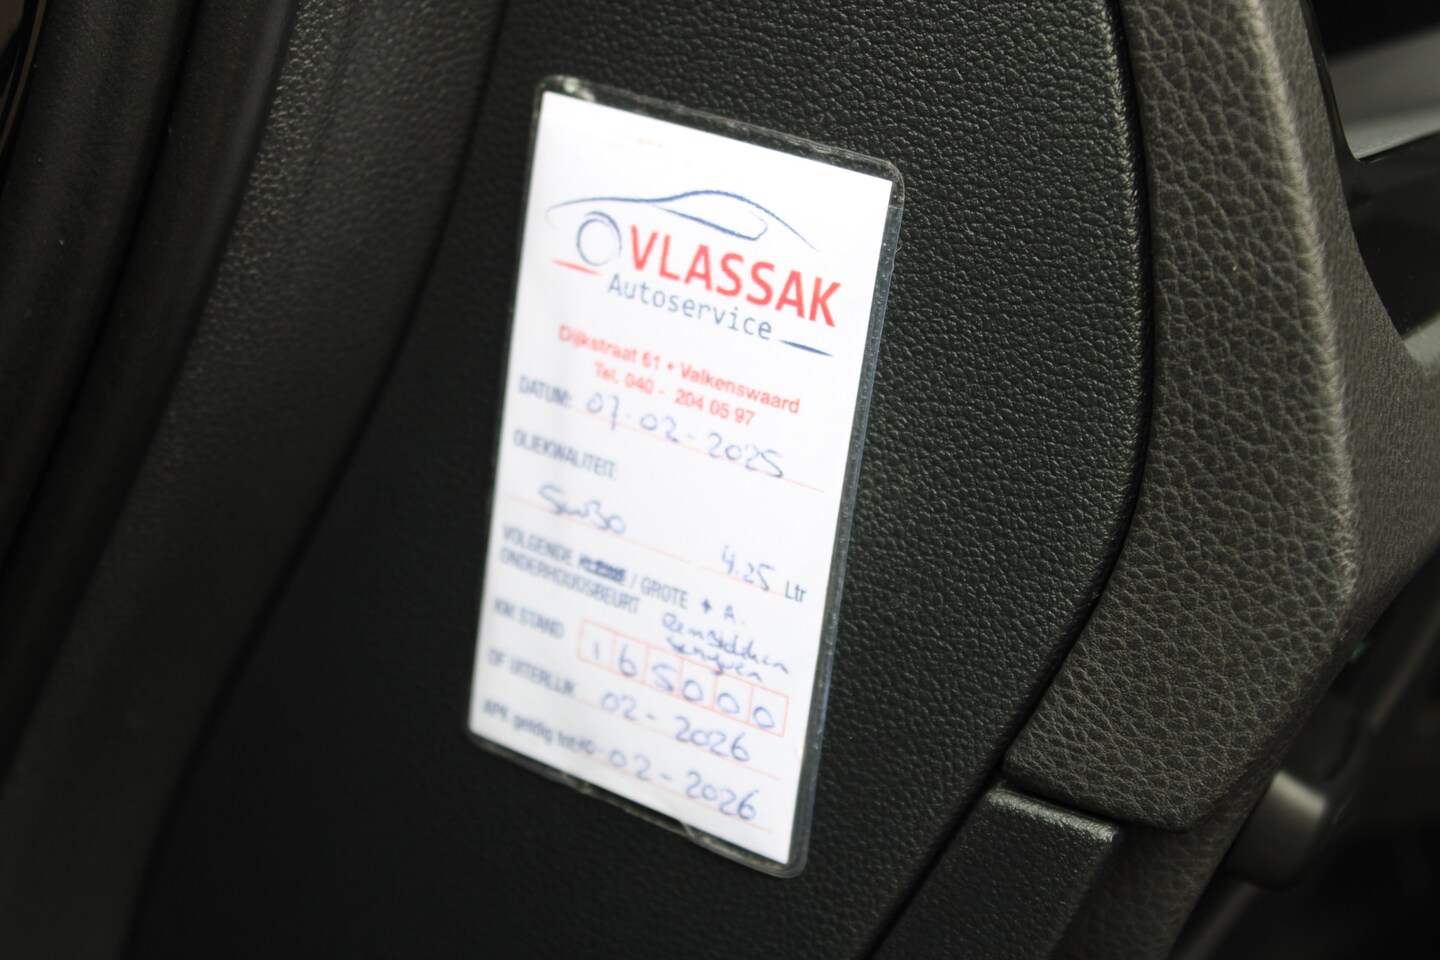 VLASSAK
Autoservice
Dijkstraat 61 • Valkenswaard
Tel. 040 - 204 05 97
DATUM: 07-02-2025
OLIEKWALITEIT:
5w30
4.25 Ltr
VOLGENDE / GROTE + A.
ONDERHOUDSBEURT
KM STAND 165000
OF UITERLIJK 02-2026
APK geldig tot: 10-02-2026